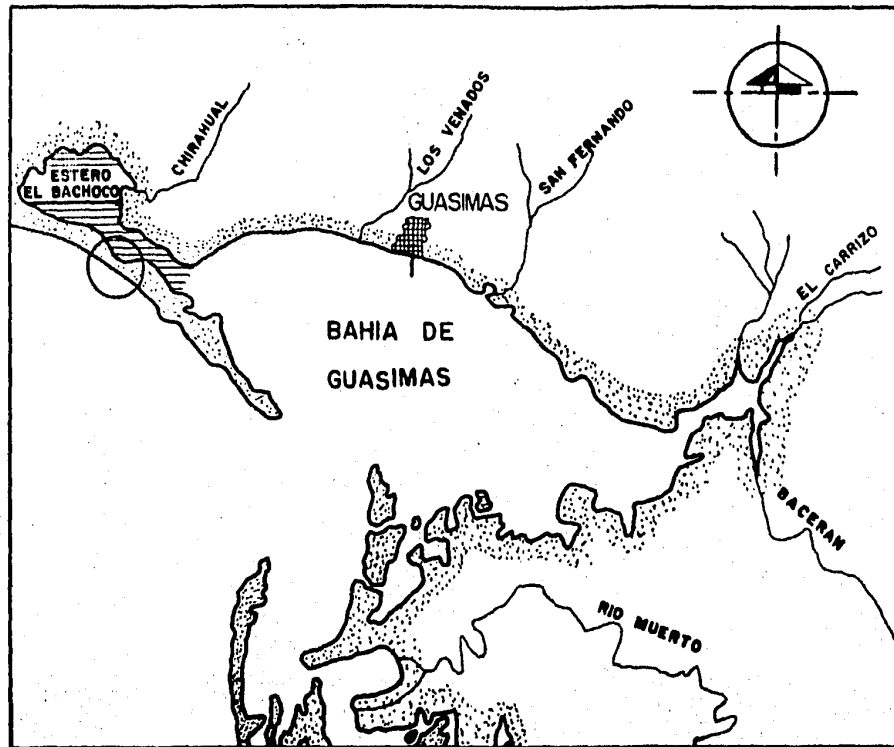 CHIRAHUAL
LOS VENADOS
SAN FERNANDO
ESTERO
EL BACHOCO
GUASIMAS
EL CARRIZO
BAHIA DE
GUASIMAS
BACERAN
RIO MUERTO